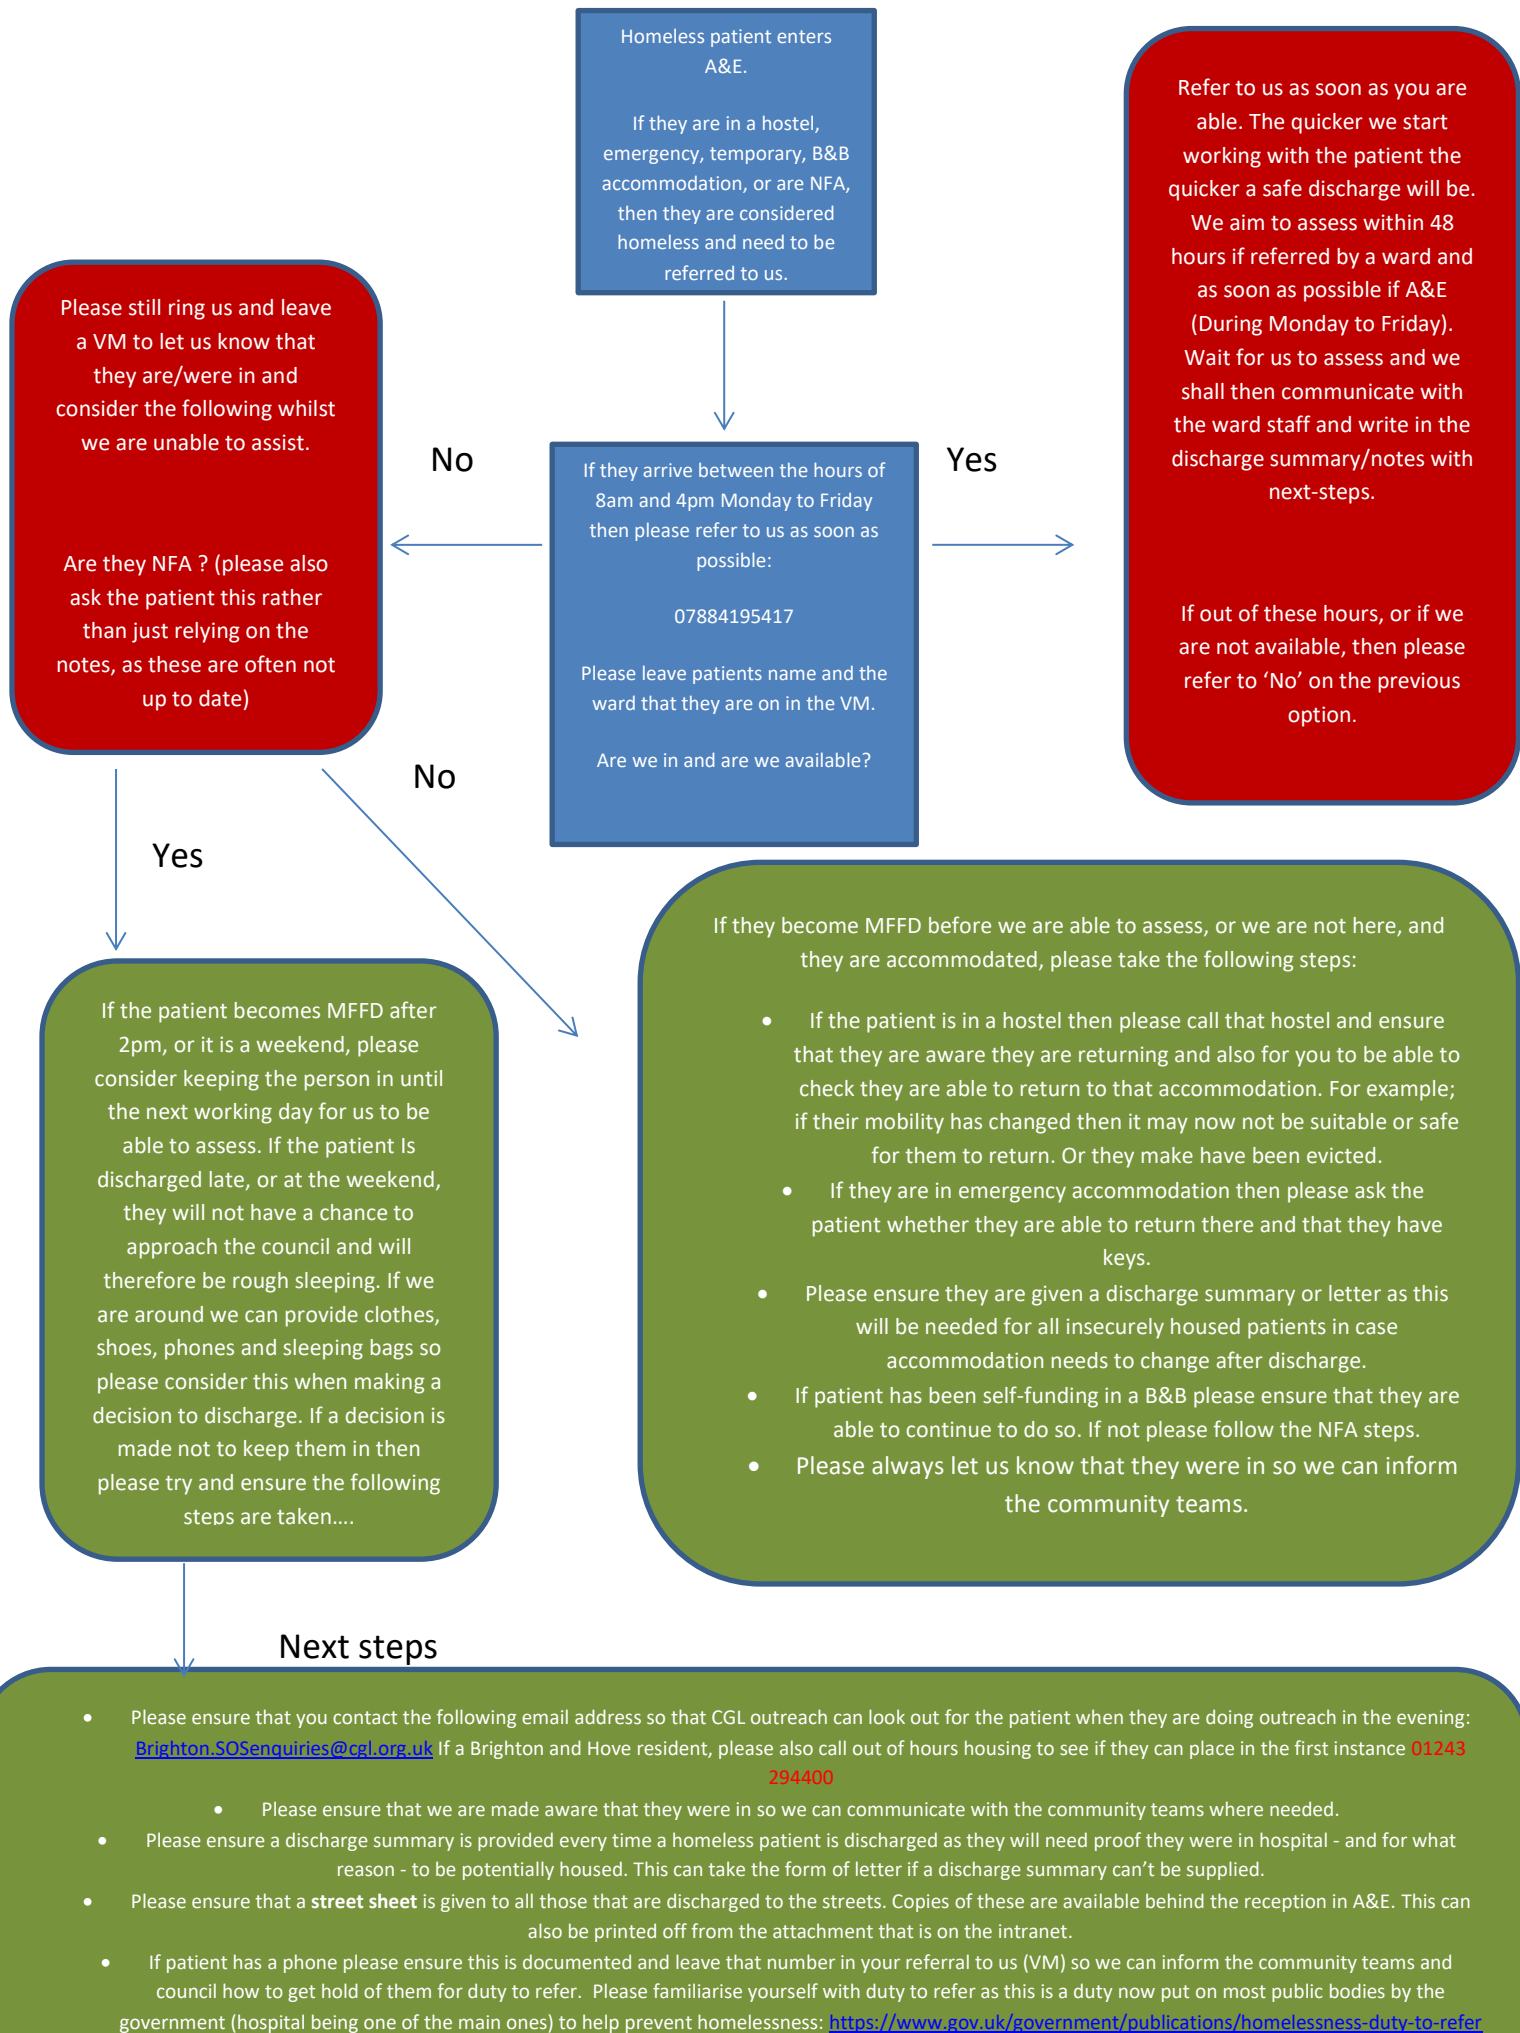 Homeless patient enters
A&E.
If they are in a hostel,
emergency, temporary, B&B
accommodation, or are NFA,
then they are considered
homeless and need to be
referred to us.
Refer to us as soon as you are
able. The quicker we start
working with the patient the
quicker a safe discharge will be.
We aim to assess within 48
hours if referred by a ward and
as soon as possible if A&E
(During Monday to Friday).
Wait for us to assess and we
shall then communicate with
the ward staff and write in the
discharge summary/notes with
next-steps.
If out of these hours, or if we
are not available, then please
refer to ‘No’ on the previous
option.
Please still ring us and leave
a VM to let us know that
they are/were in and
consider the following whilst
we are unable to assist.
Are they NFA ? (please also
ask the patient this rather
than just relying on the
notes, as these are often not
up to date)
No
Yes
If they arrive between the hours of
8am and 4pm Monday to Friday
then please refer to us as soon as
possible:
07884195417
Please leave patients name and the
ward that they are on in the VM.
Are we in and are we available?
No
Yes
If the patient becomes MFFD after
2pm, or it is a weekend, please
consider keeping the person in until
the next working day for us to be
able to assess. If the patient Is
discharged late, or at the weekend,
they will not have a chance to
approach the council and will
therefore be rough sleeping. If we
are around we can provide clothes,
shoes, phones and sleeping bags so
please consider this when making a
decision to discharge. If a decision is
made not to keep them in then
please try and ensure the following
steps are taken....
If they become MFFD before we are able to assess, or we are not here, and
they are accommodated, please take the following steps:
• If the patient is in a hostel then please call that hostel and ensure
that they are aware they are returning and also for you to be able to
check they are able to return to that accommodation. For example;
if their mobility has changed then it may now not be suitable or safe
for them to return. Or they make have been evicted.
• If they are in emergency accommodation then please ask the
patient whether they are able to return there and that they have
keys.
• Please ensure they are given a discharge summary or letter as this
will be needed for all insecurely housed patients in case
accommodation needs to change after discharge.
• If patient has been self-funding in a B&B please ensure that they are
able to continue to do so. If not please follow the NFA steps.
• Please always let us know that they were in so we can inform
the community teams.
Next steps
• Please ensure that you contact the following email address so that CGL outreach can look out for the patient when they are doing outreach in the evening:
Brighton.SOSenquiries@cgl.org.uk If a Brighton and Hove resident, please also call out of hours housing to see if they can place in the first instance 01243
294400
• Please ensure that we are made aware that they were in so we can communicate with the community teams where needed.
• Please ensure a discharge summary is provided every time a homeless patient is discharged as they will need proof they were in hospital - and for what
reason - to be potentially housed. This can take the form of letter if a discharge summary can’t be supplied.
• Please ensure that a street sheet is given to all those that are discharged to the streets. Copies of these are available behind the reception in A&E. This can
also be printed off from the attachment that is on the intranet.
• If patient has a phone please ensure this is documented and leave that number in your referral to us (VM) so we can inform the community teams and
council how to get hold of them for duty to refer. Please familiarise yourself with duty to refer as this is a duty now put on most public bodies by the
government (hospital being one of the main ones) to help prevent homelessness: https://www.gov.uk/government/publications/homelessness-duty-to-refer